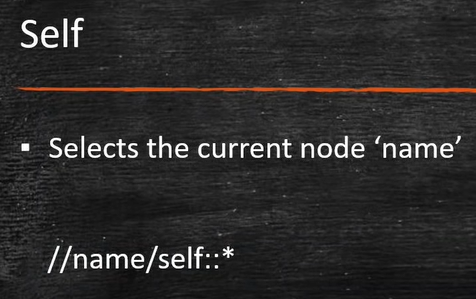 Self
▪ Selects the current node ‘name’
//name/self::*